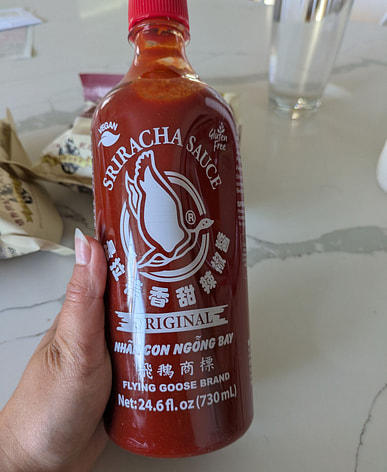 VEGAN
Gluten Free
SRIRACHA SAUCE
®
香甜辣椒醬
ORIGINAL
NHÃN CON NGỖNG BAY
飛鵝商標
FLYING GOOSE BRAND
Net: 24.6 fl. oz (730 mL)